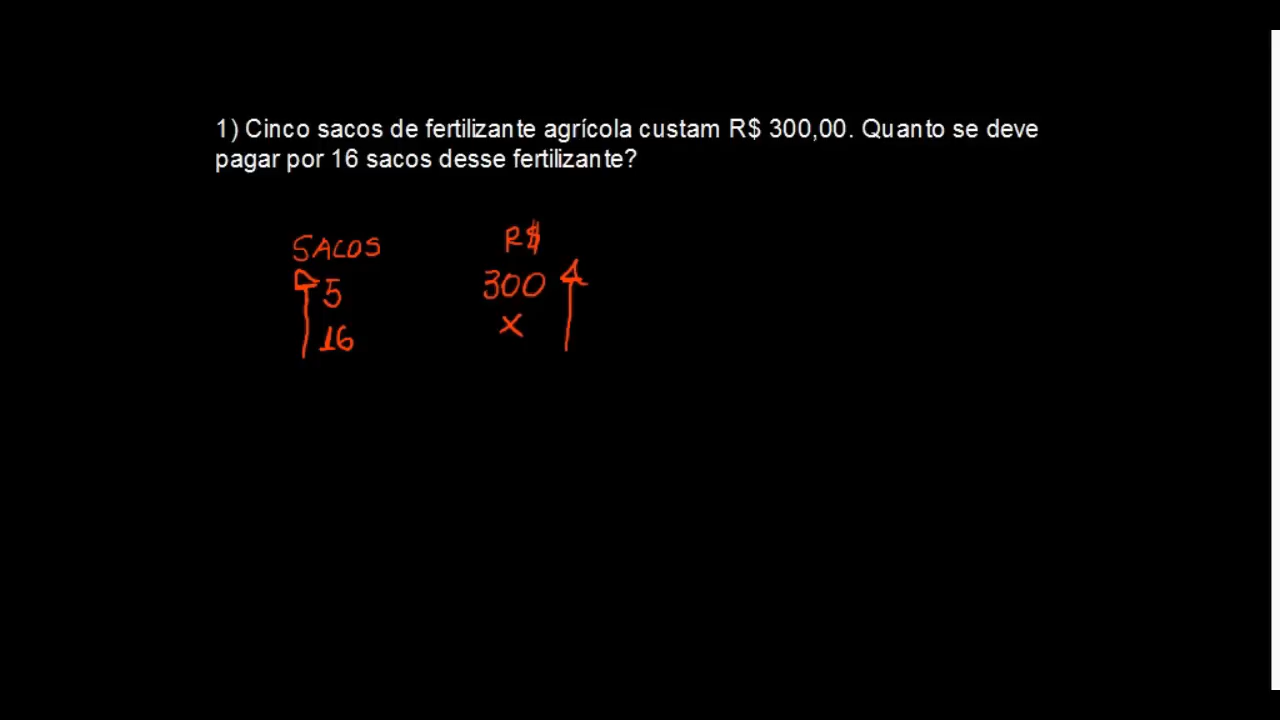 1) Cinco sacos de fertilizante agrícola custam R$ 300,00. Quanto se deve
pagar por 16 sacos desse fertilizante?
SACOS R$
5 300
16 x